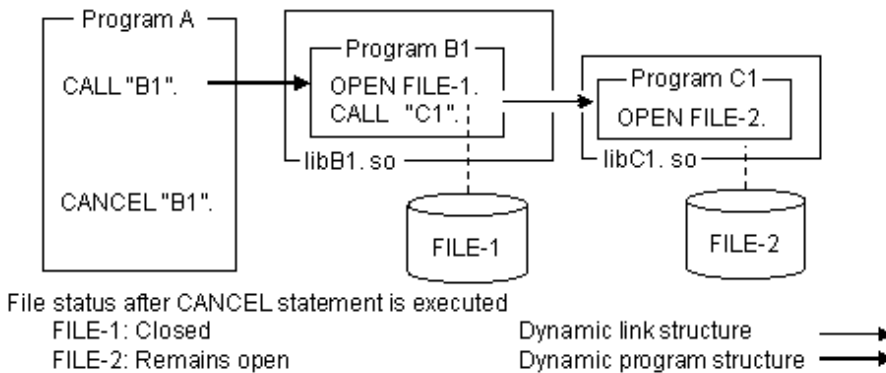 Program A
CALL "B1".
CANCEL "B1".
Program B1
OPEN FILE-1.
CALL "C1".
libB1. so
Program C1
OPEN FILE-2.
libC1. so
FILE-1
FILE-2
File status after CANCEL statement is executed
FILE-1: Closed
FILE-2: Remains open
Dynamic link structure
Dynamic program structure